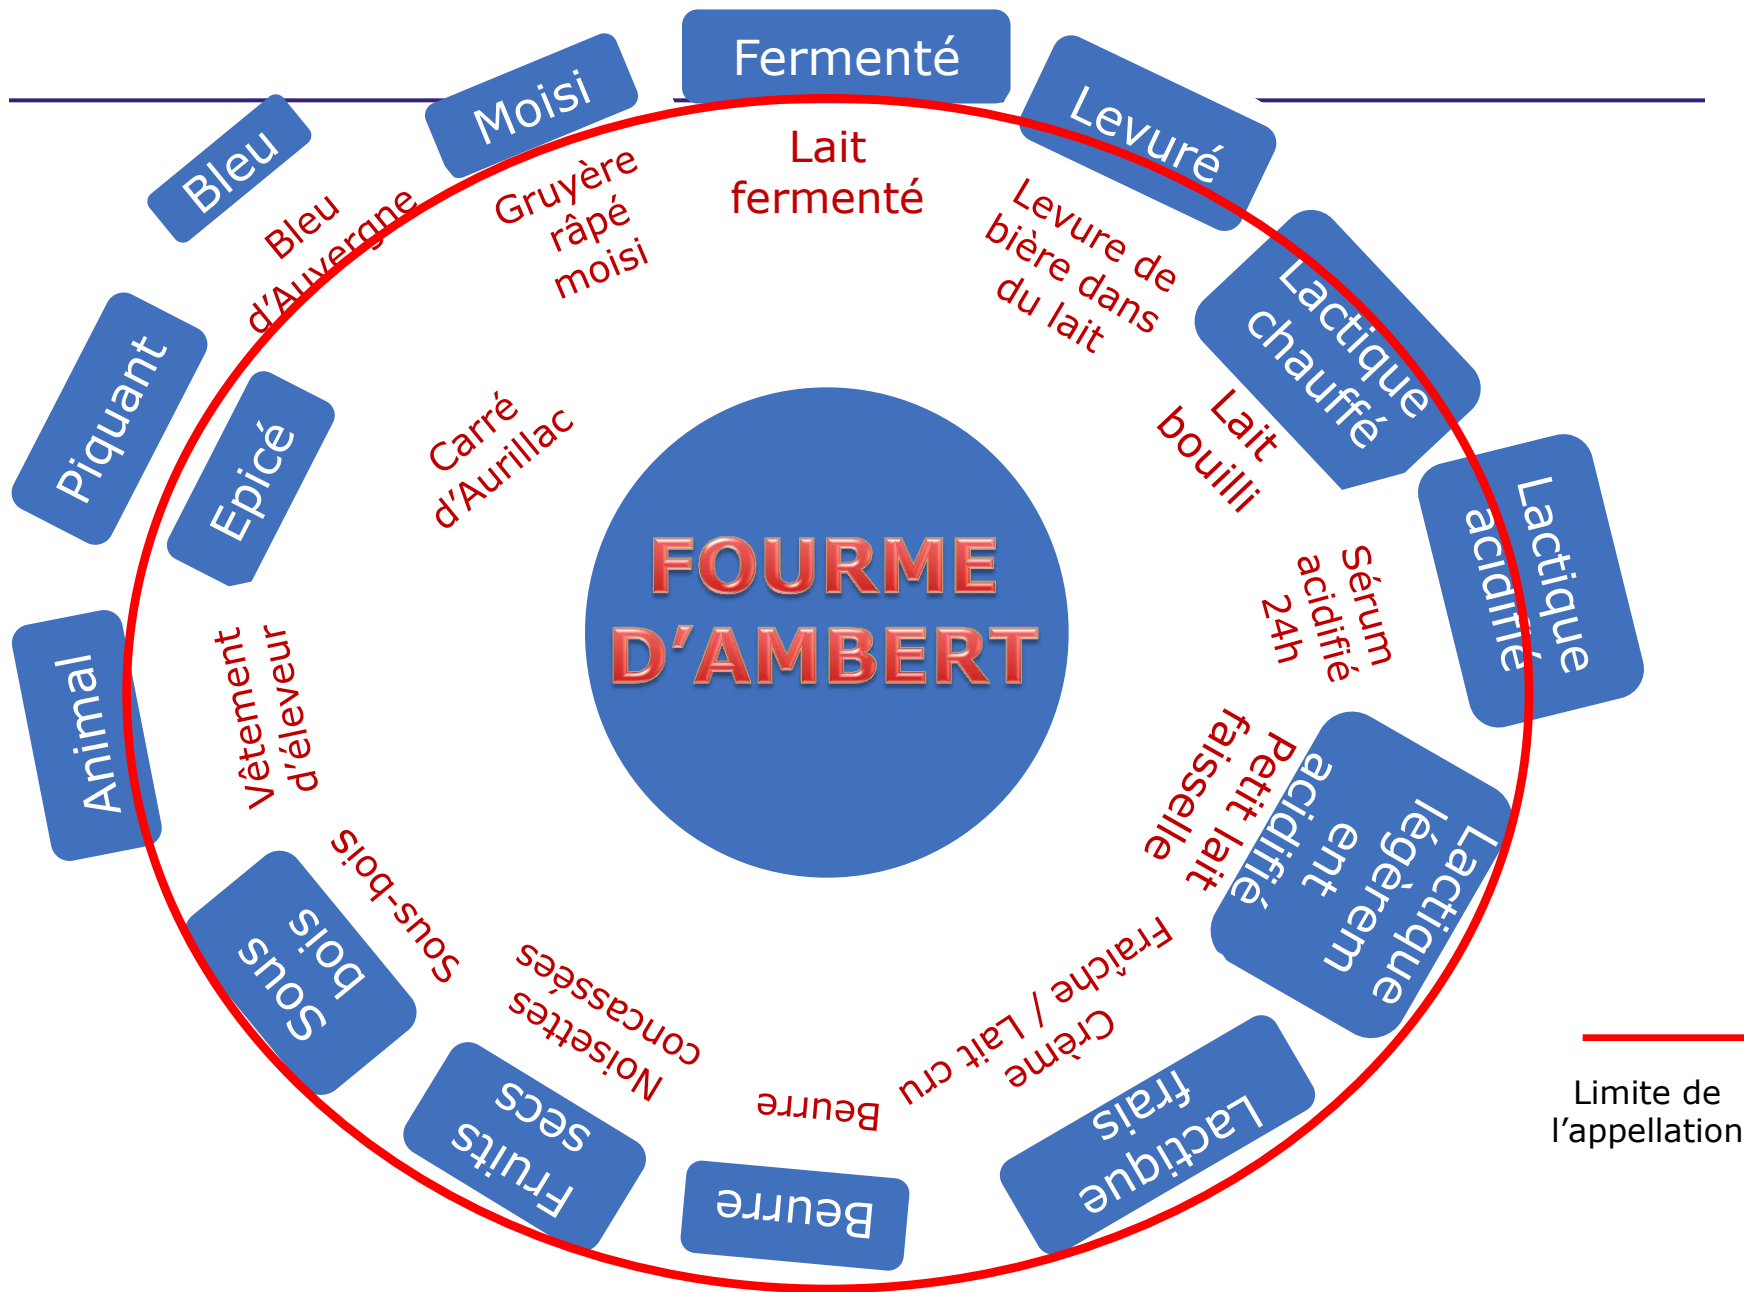 Fermenté
Lait
fermenté
Levuré
Levure de
bière dans
du lait
Lactique
chauffé
Lait
bouilli
Lactique
acidifié
Sérum
acidifié
24h
Lactique
légèrem
ent
acidifié
Petit lait
faisselle
Lactique
frais
Crème
Fraîche / Lait cru
Beurre
Beurre
Fruits
secs
Noisetttes
concassées
Sous
bois
Sous-bois
Animal
Vêtement
d'éleveur
Piquant
Epicé
Carré
d'Aurillac
Bleu
Bleu
d'Auvergne
Moisi
Gruyère
râpé
moisi
FOURME
D'AMBERT
Limite de
l'appellation